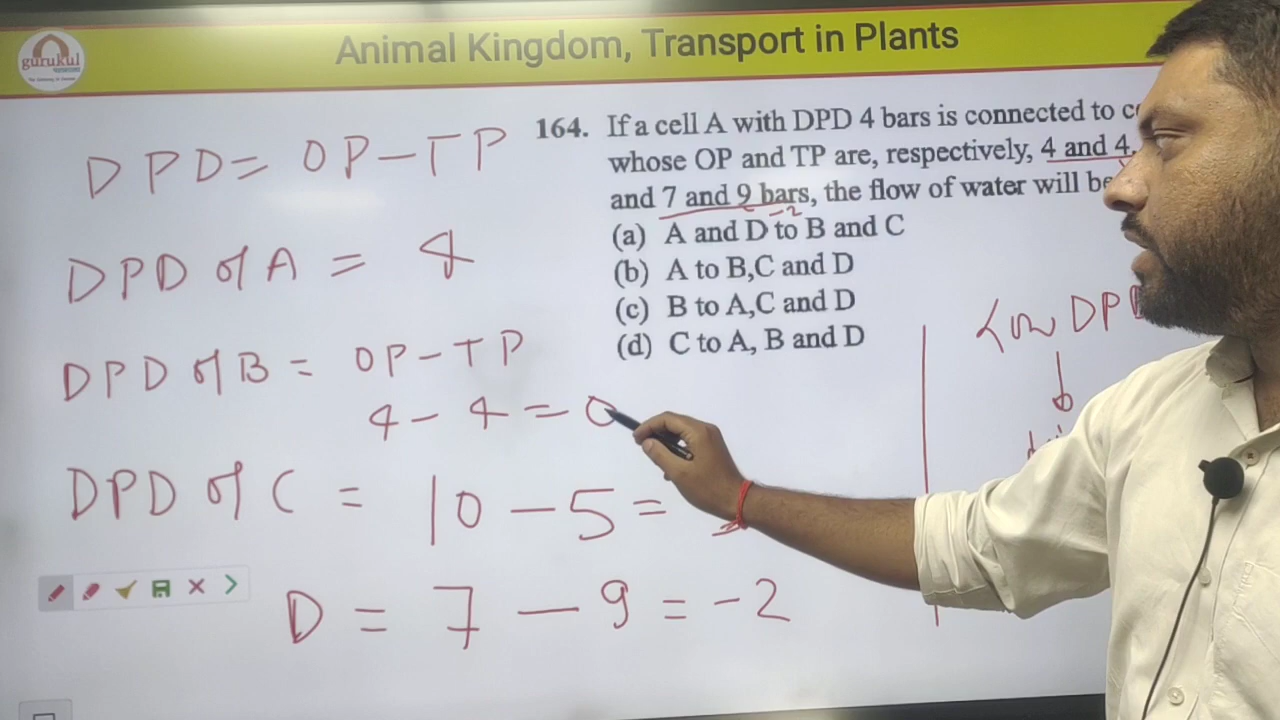 gurukul
Animal Kingdom, Transport in Plants
DPD = OP - TP
164. If a cell A with DPD 4 bars is connected to
whose OP and TP are, respectively, 4 and 4,
and 7 and 9 bars, the flow of water will be
-2
(a) A and D to B and C
(b) A to B,C and D
(c) B to A,C and D
(d) C to A, B and D
DPD of A = 4
DPD of B = OP - TP
4 - 4 = 0
DPD of C = 10 - 5 =
D = 7 - 9 = -2
Low DPD